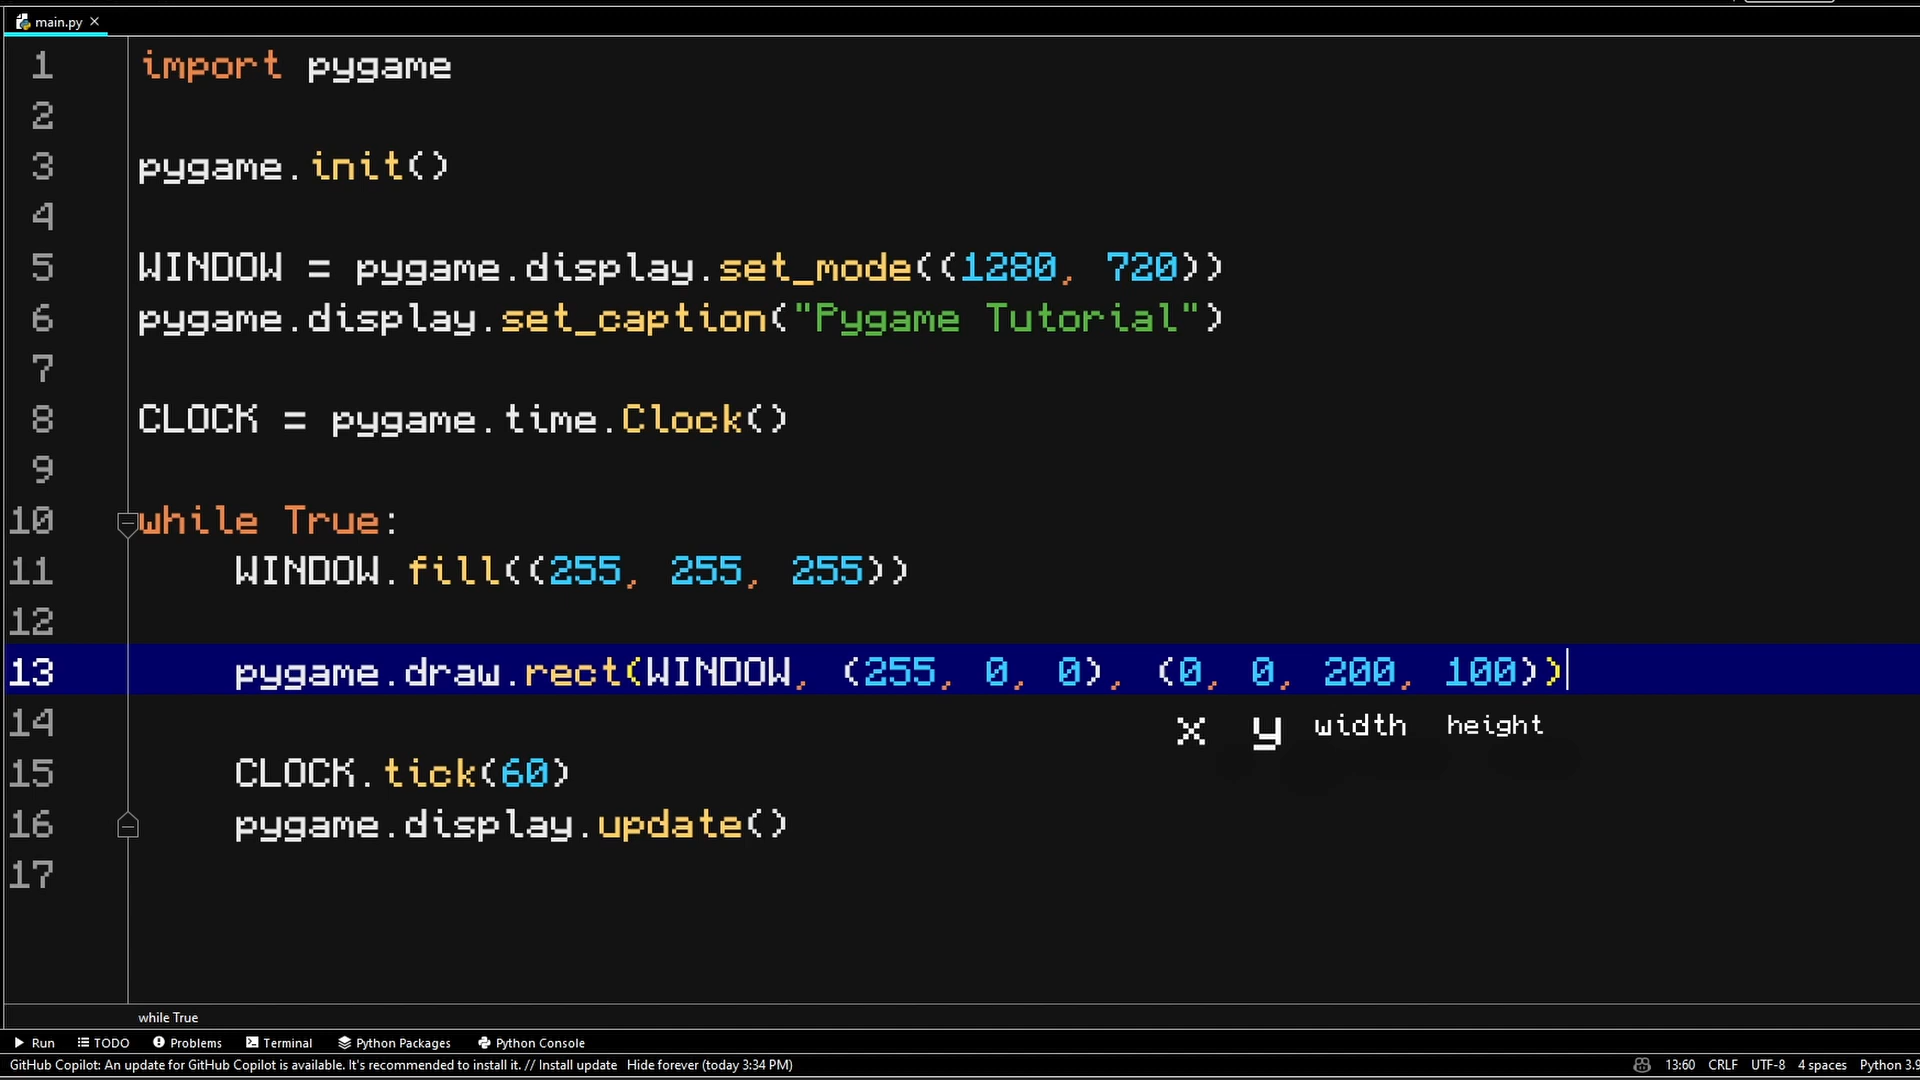 main.py
1 import pygame
2
3 pygame.init()
4
5 WINDOW = pygame.display.set_mode((1280, 720))
6 pygame.display.set_caption("Pygame Tutorial")
7
8 CLOCK = pygame.time.Clock()
9
10 while True:
11 WINDOW.fill((255, 255, 255))
12
13 pygame.draw.rect(WINDOW, (255, 0, 0), (0, 0, 200, 100))
14 x y width height
15 CLOCK.tick(60)
16 pygame.display.update()
17
while True
Run TODO Problems Terminal Python Packages Python Console
GitHub Copilot: An update for GitHub Copilot is available. It's recommended to install it. // Install update Hide forever (today 3:34 PM) 13:60 CRLF UTF-8 4 spaces Python 3.9